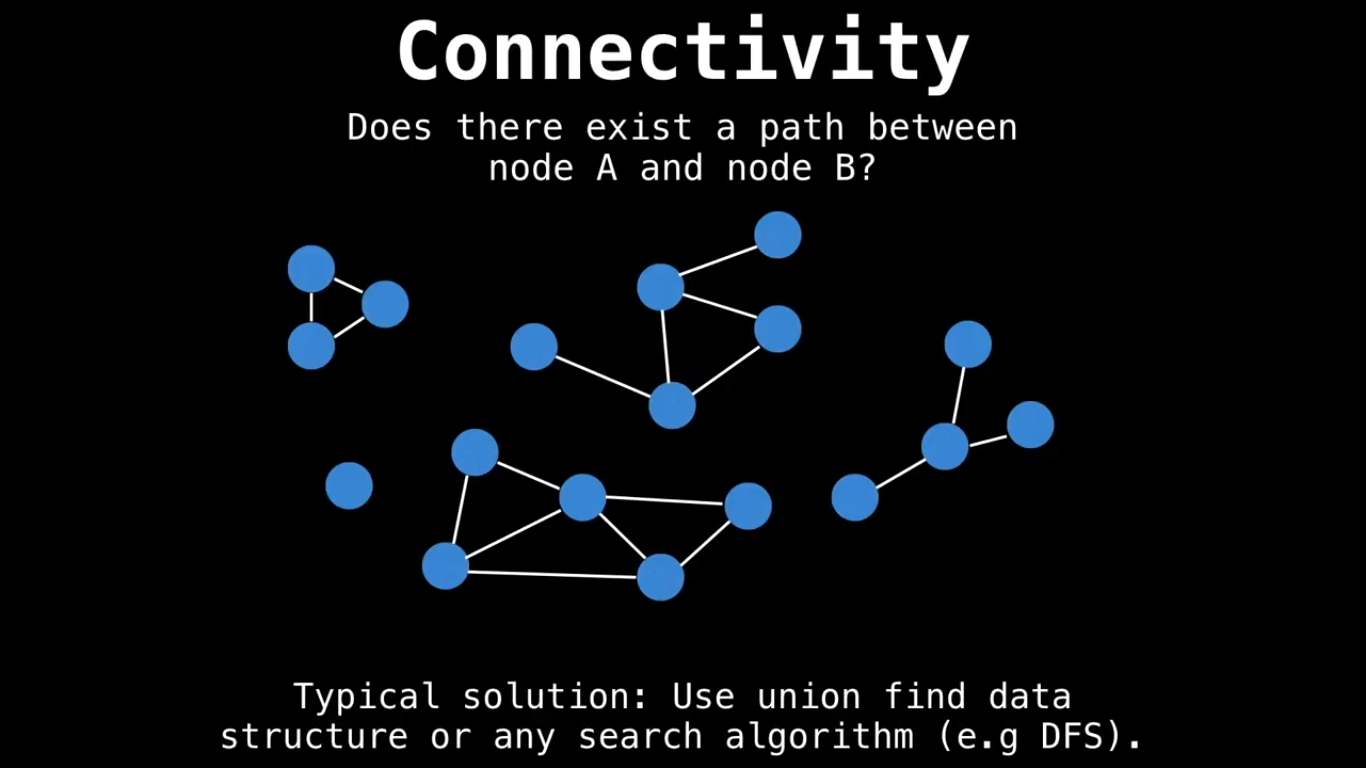 Connectivity
Does there exist a path between
node A and node B?
Typical solution: Use union find data
structure or any search algorithm (e.g DFS).